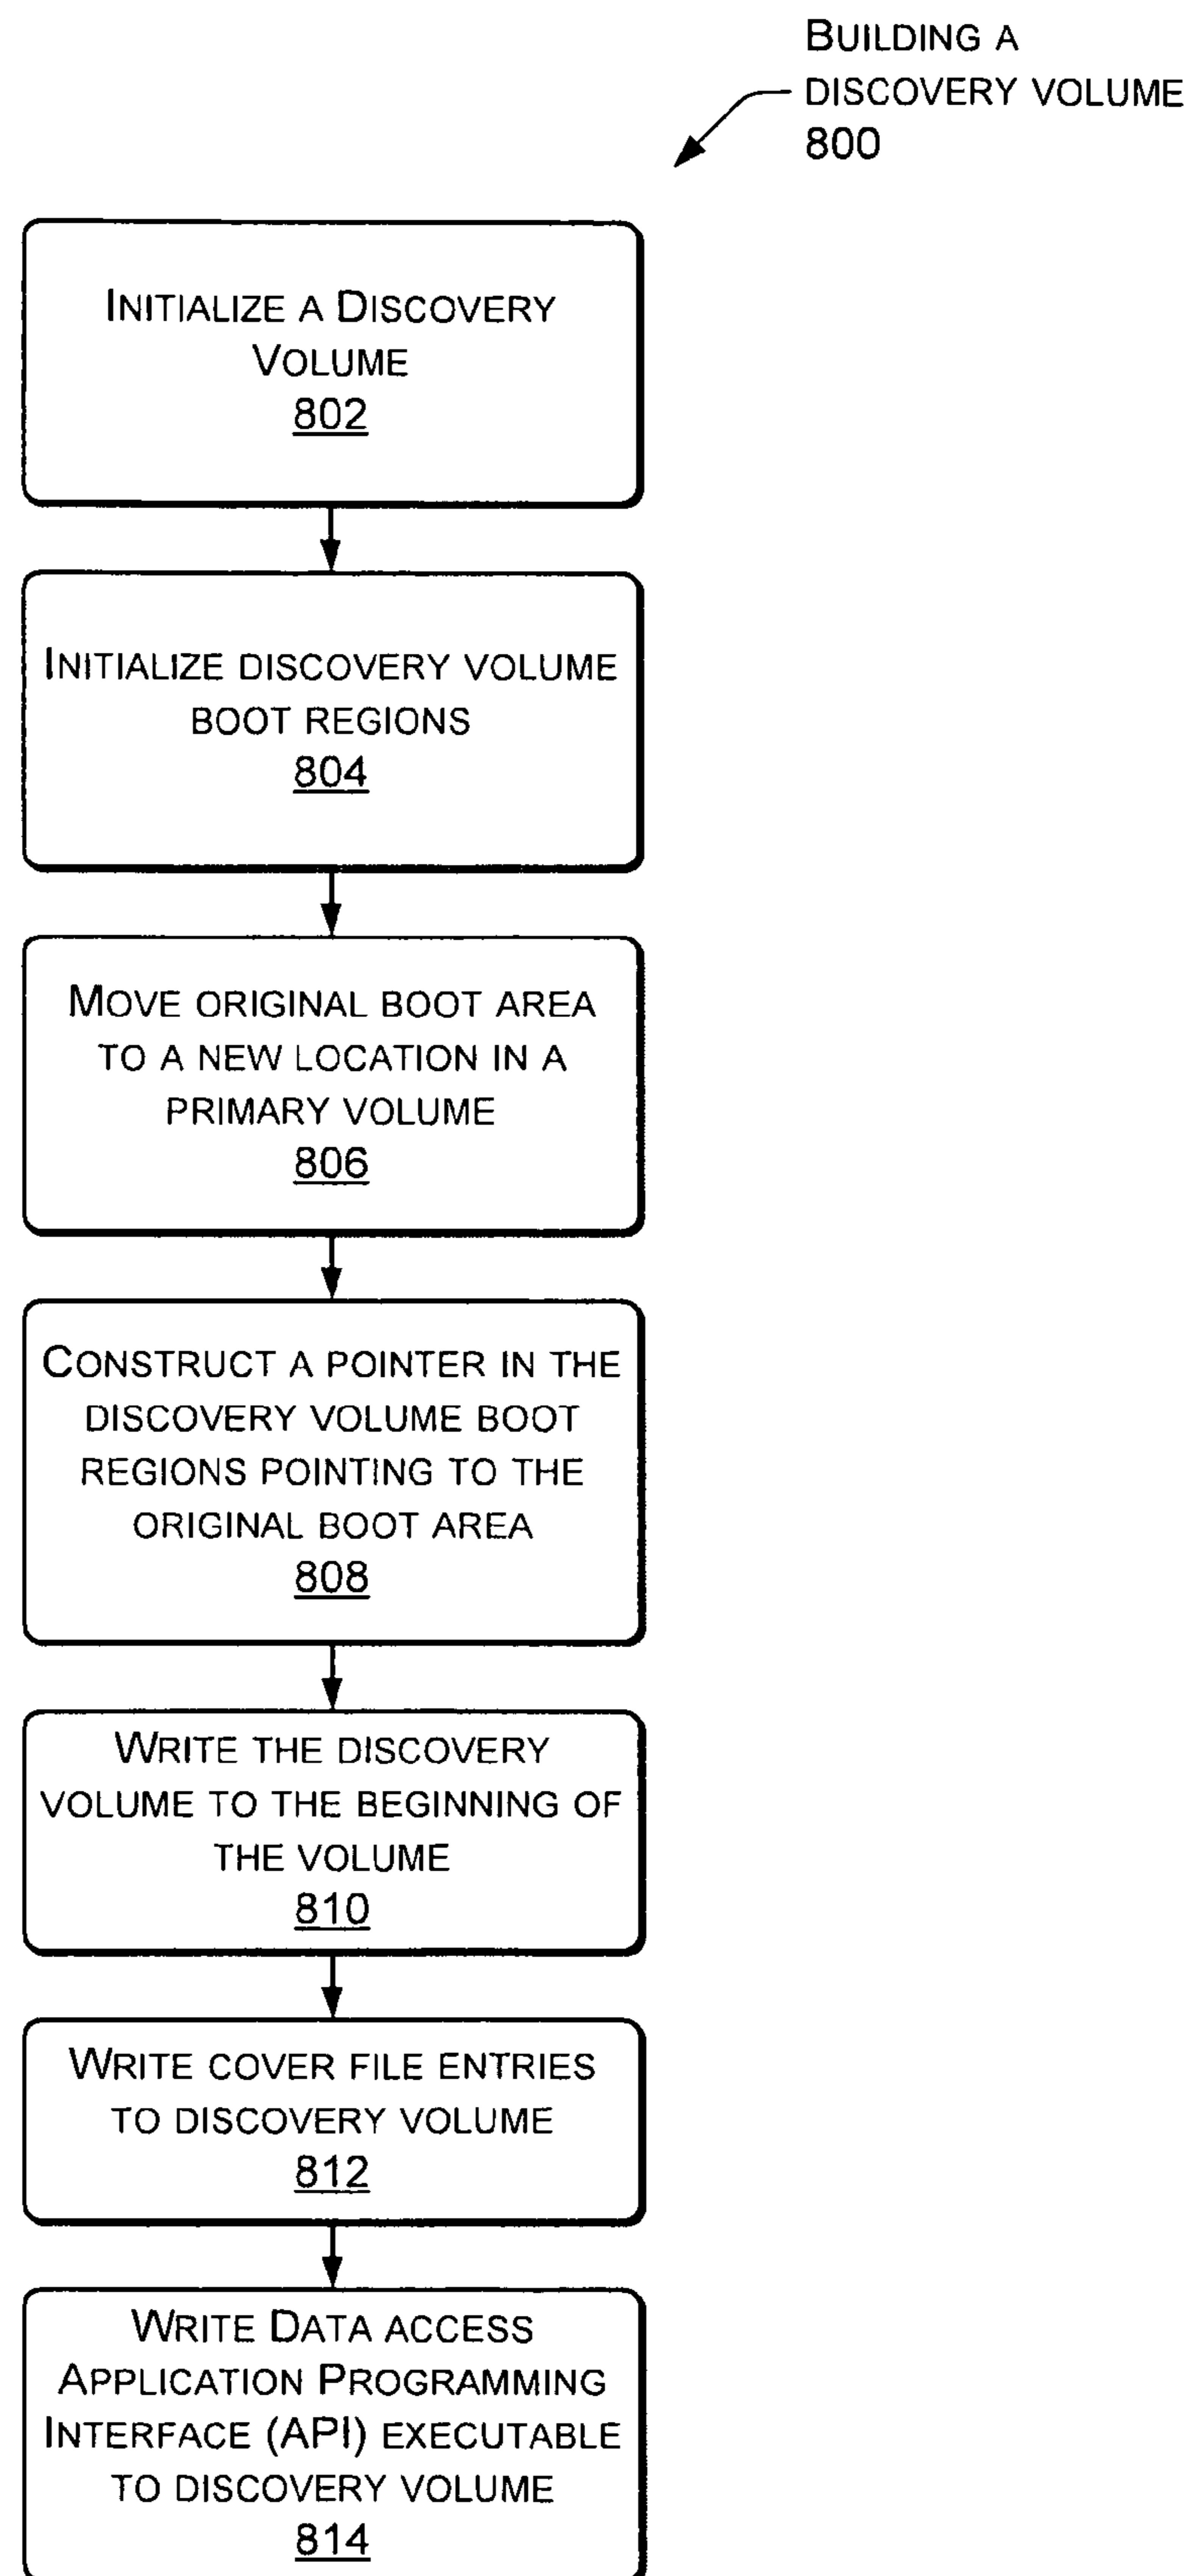 BUILDING A
DISCOVERY VOLUME
800
INITIALIZE A DISCOVERY
VOLUME
802
INITIALIZE DISCOVERY VOLUME
BOOT REGIONS
804
MOVE ORIGINAL BOOT AREA
TO A NEW LOCATION IN A
PRIMARY VOLUME
806
CONSTRUCT A POINTER IN THE
DISCOVERY VOLUME BOOT
REGIONS POINTING TO THE
ORIGINAL BOOT AREA
808
WRITE THE DISCOVERY
VOLUME TO THE BEGINNING OF
THE VOLUME
810
WRITE COVER FILE ENTRIES
TO DISCOVERY VOLUME
812
WRITE DATA ACCESS
APPLICATION PROGRAMMING
INTERFACE (API) EXECUTABLE
TO DISCOVERY VOLUME
814